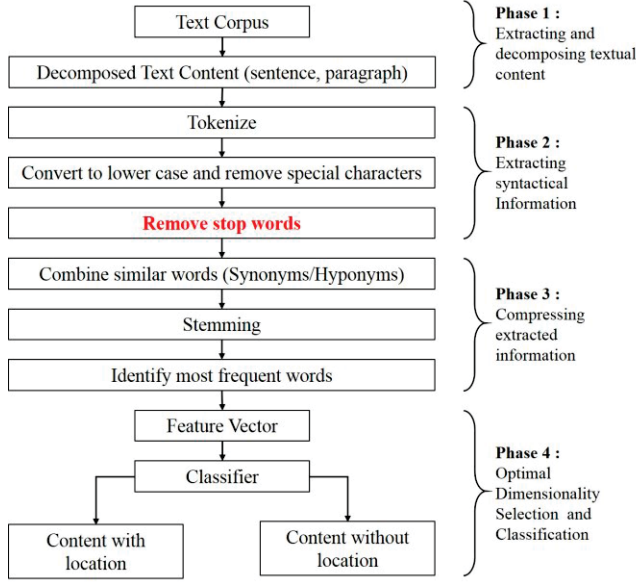 Text Corpus
Decomposed Text Content (sentence, paragraph)
Phase 1 :
Extracting and
decomposing textual
content
Tokenize
Convert to lower case and remove special characters
Remove stop words
Phase 2 :
Extracting
syntactical
Information
Combine similar words (Synonyms/Hyponyms)
Stemming
Identify most frequent words
Phase 3 :
Compressing
extracted
information
Feature Vector
Classifier
Content with
location
Content without
location
Phase 4 :
Optimal
Dimensionality
Selection and
Classification